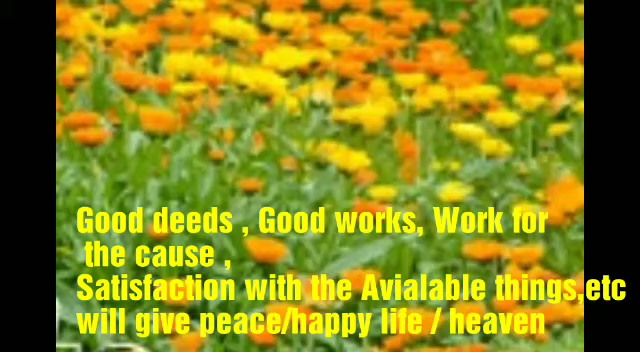 Good deeds , Good works, Work for
the cause ,
Satisfaction with the Avialable things,etc
will give peace/happy life / heaven